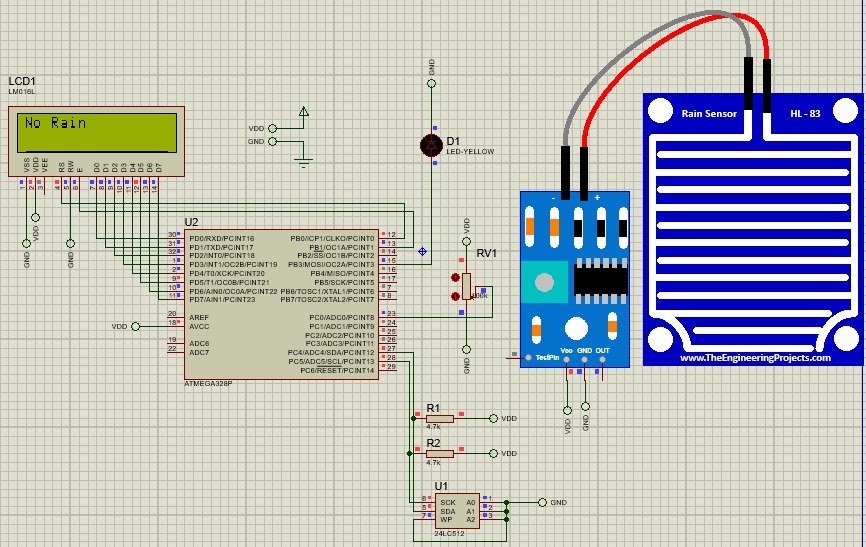 LCD1
LM016L
No Rain
VSS
VDD
VEE
RS
RW
E
D0
D1
D2
D3
D4
D5
D6
D7
1
2
3
4
5
6
7
8
9
10
11
12
13
14
GND
VDD
GND
VDD
GND
GND
D1
LED-YELLOW
Rain Sensor
HL - 83
www.TheEngineeringProjects.com
U2
30 PD0/RXD/PCINT16
31 PD1/TXD/PCINT17
32 PD2/INT0/PCINT18
1 PD3/INT1/OC2B/PCINT19
2 PD4/T0/XCK/PCINT20
9 PD5/T1/OC0B/PCINT21
10 PD6/AIN0/OC0A/PCINT22
11 PD7/AIN1/PCINT23
20 AREF
18 AVCC
19 ADC6
22 ADC7
PB0/CP1/CLKO/PCINT0 12
PB1/OC1A/PCINT1 13
PB2/SS/OC1B/PCINT2 14
PB3/MOSI/OC2A/PCINT3 15
PB4/MISO/PCINT4 16
PB5/SCK/PCINT5 17
PB6/TOSC1/XTAL1/PCINT6 7
PB7/TOSC2/XTAL2/PCINT7 8
PC0/ADC0/PCINT8 23
PC1/ADC1/PCINT9 24
PC2/ADC2/PCINT10 25
PC3/ADC3/PCINT11 26
PC4/ADC4/SDA/PCINT12 27
PC5/ADC5/SCL/PCINT13 28
PC6/RESET/PCINT14 29
ATMEGA328P
VDD
VDD
RV1
100k
GND
- +
TestPin
Vcc GND OUT
VDD
GND
R1
4.7k
VDD
R2
4.7k
VDD
U1
6 SCK
5 SDA
7 WP
A0 1
A1 2
A2 3
24LC512
GND